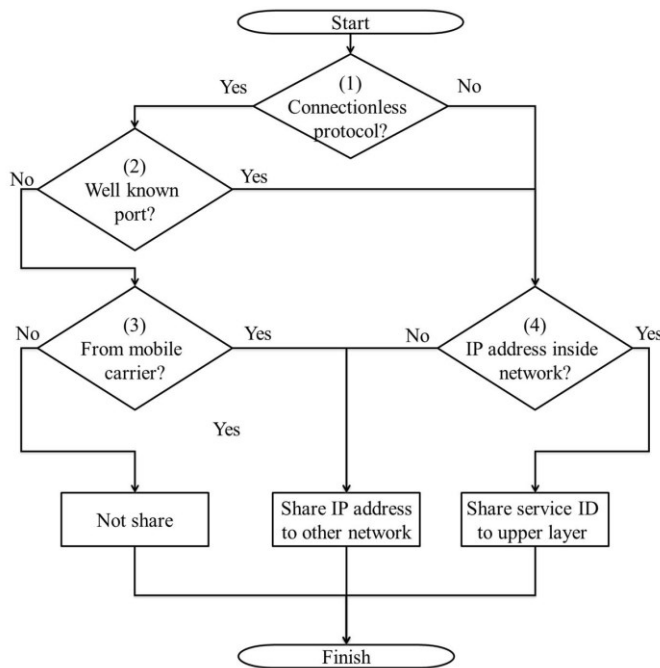 Start
Yes
(1)
Connectionless
protocol?
No
No
(2)
Well known
port?
Yes
No
(3)
From mobile
carrier?
Yes
No
(4)
IP address inside
network?
Yes
Yes
Not share
Share IP address
to other network
Share service ID
to upper layer
Finish